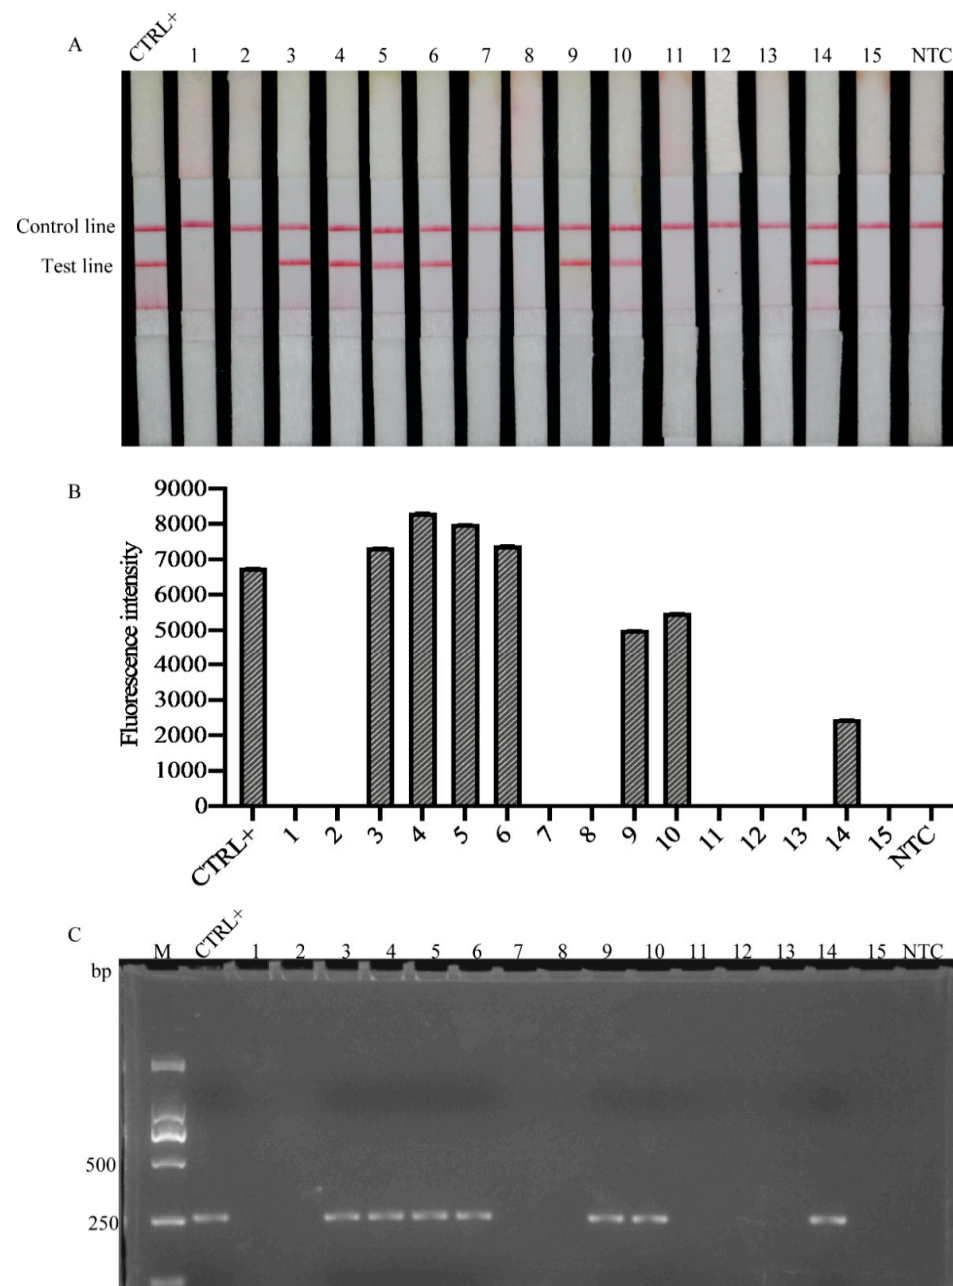 A CTRL+ 1 2 3 4 5 6 7 8 9 10 11 12 13 14 15 NTC
Control line
Test line
B
Fluorescence intensity
9000
8000
7000
6000
5000
4000
3000
2000
1000
0
CTRL+ 1 2 3 4 5 6 7 8 9 10 11 12 13 14 15 NTC
C M CTRL+ 1 2 3 4 5 6 7 8 9 10 11 12 13 14 15 NTC
bp
500
250